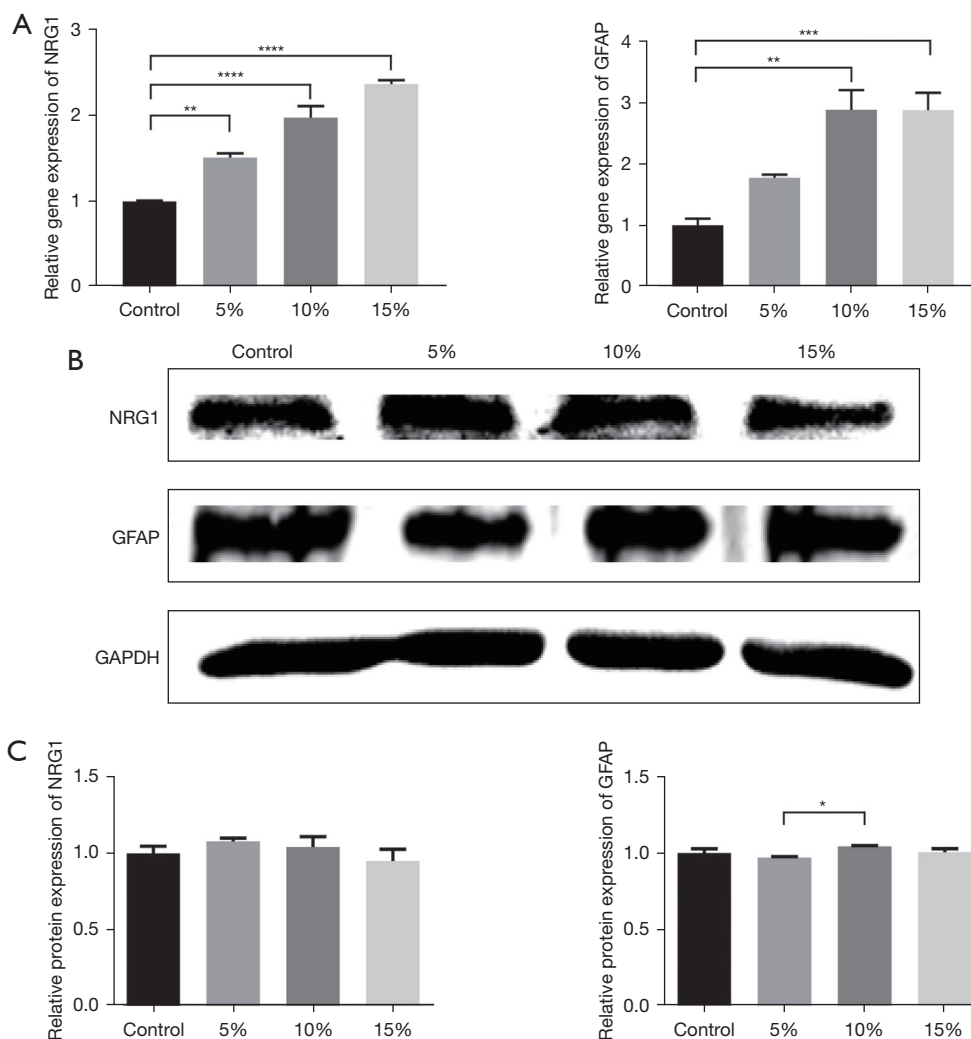 A
Relative gene expression of NRG1
3
2
1
0
**
****
****
Control 5% 10% 15%
Relative gene expression of GFAP
4
3
2
1
0
**
***
Control 5% 10% 15%
B
Control 5% 10% 15%
NRG1
GFAP
GAPDH
C
Relative protein expression of NRG1
1.5
1.0
0.5
0.0
Control 5% 10% 15%
Relative protein expression of GFAP
1.5
1.0
0.5
0.0
*
Control 5% 10% 15%